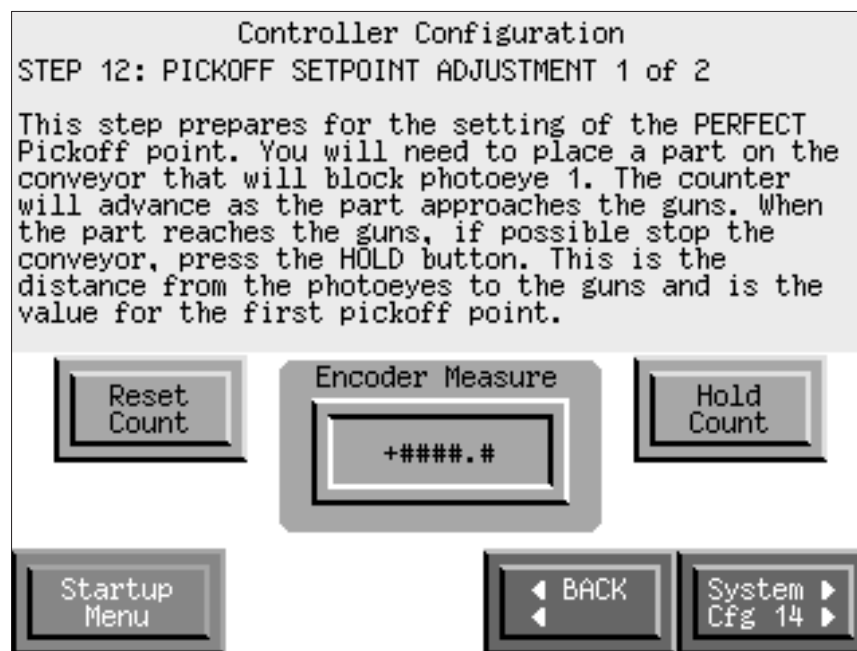 Controller Configuration
STEP 12: PICKOFF SETPOINT ADJUSTMENT 1 of 2
This step prepares for the setting of the PERFECT
Pickoff point. You will need to place a part on the
conveyor that will block photoeye 1. The counter
will advance as the part approaches the guns. When
the part reaches the guns, if possible stop the
conveyor, press the HOLD button. This is the
distance from the photoeyes to the guns and is the
value for the first pickoff point.
Reset
Count
Encoder Measure
+####.#
Hold
Count
Startup
Menu
◀ BACK
◀
System ▶
Cfg 14 ▶